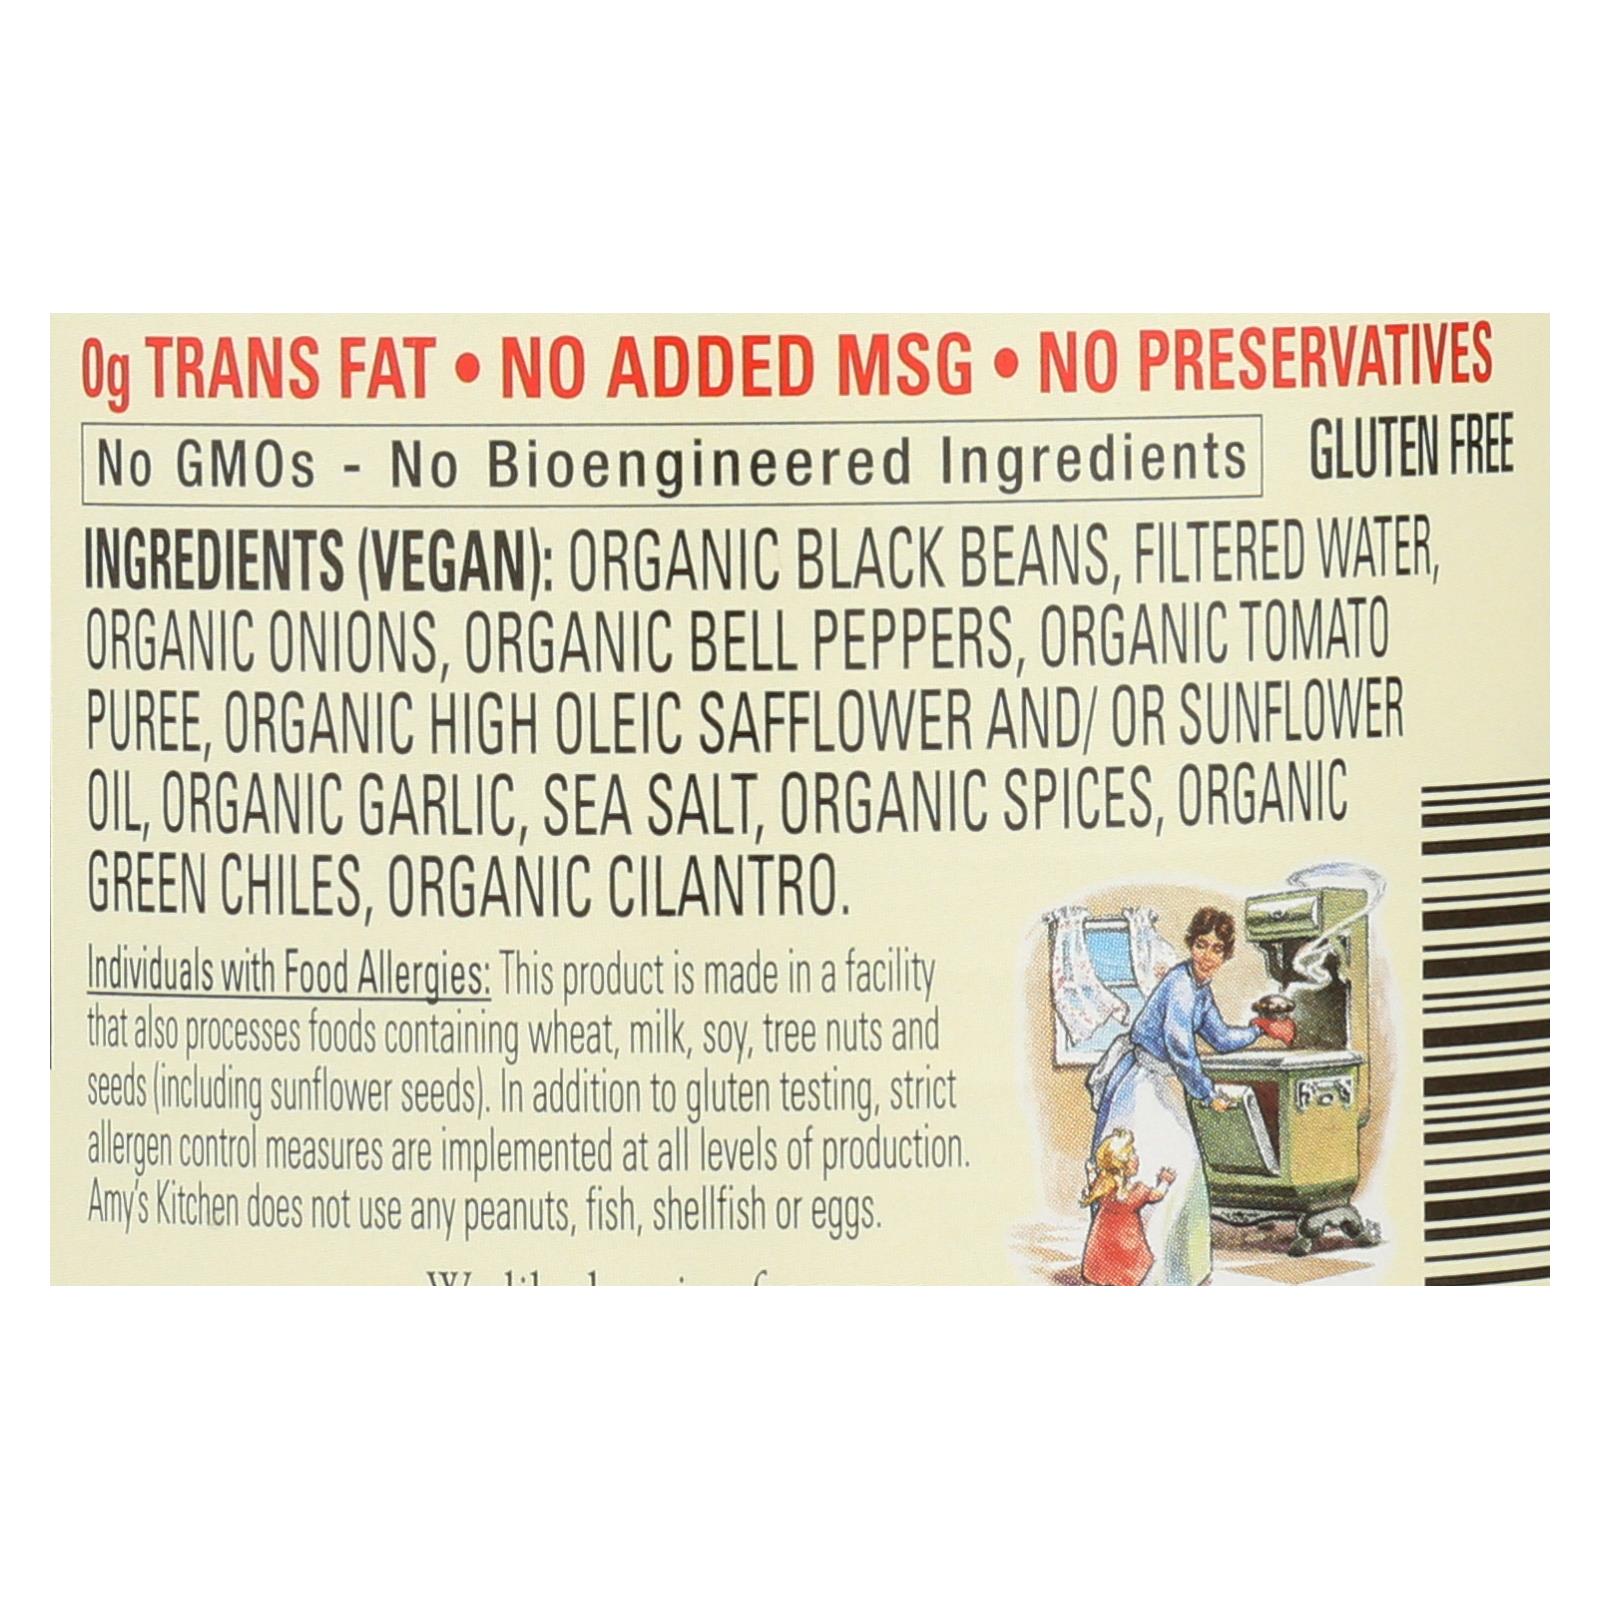 0g TRANS FAT • NO ADDED MSG • NO PRESERVATIVES
No GMOs - No Bioengineered Ingredients GLUTEN FREE
INGREDIENTS (VEGAN): ORGANIC BLACK BEANS, FILTERED WATER,
ORGANIC ONIONS, ORGANIC BELL PEPPERS, ORGANIC TOMATO
PUREE, ORGANIC HIGH OLEIC SAFFLOWER AND/ OR SUNFLOWER
OIL, ORGANIC GARLIC, SEA SALT, ORGANIC SPICES, ORGANIC
GREEN CHILES, ORGANIC CILANTRO.
Individuals with Food Allergies: This product is made in a facility
that also processes foods containing wheat, milk, soy, tree nuts and
seeds (including sunflower seeds). In addition to gluten testing, strict
allergen control measures are implemented at all levels of production.
Amy's Kitchen does not use any peanuts, fish, shellfish or eggs.